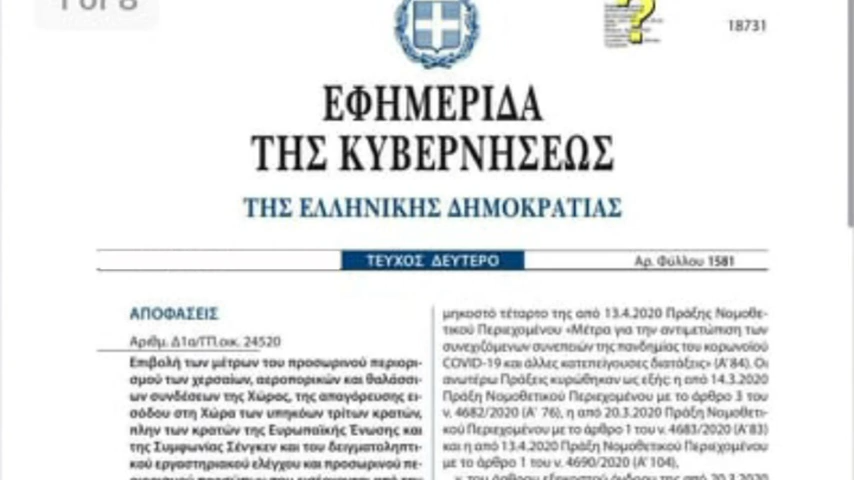 1 of 8
18731
ΕΦΗΜΕΡΙΔΑ
ΤΗΣ ΚΥΒΕΡΝΗΣΕΩΣ
ΤΗΣ ΕΛΛΗΝΙΚΗΣ ΔΗΜΟΚΡΑΤΙΑΣ
ΤΕΥΧΟΣ ΔΕΥΤΕΡΟ
Αρ. Φύλλου 1581
ΑΠΟΦΑΣΕΙΣ
Αριθμ. Δ1α/ΓΠ.οικ. 24520
Επιβολή των μέτρων του προσωρινού περιορι-
σμού των χερσαίων, αεροπορικών και θαλάσσι-
ων συνδέσεων της Χώρας, της απαγόρευσης ει-
σόδου στη Χώρα των υπηκόων τρίτων κρατών,
πλην των κρατών της Ευρωπαϊκής Ένωσης και
της Συμφωνίας Σένγκεν και του δειγματοληπτι-
κού εργαστηριακού ελέγχου και προσωρινού πε-
μηκοστό τέταρτο της από 13.4.2020 Πράξης Νομοθε-
τικού Περιεχομένου «Μέτρα για την αντιμετώπιση των
συνεχιζόμενων συνεπειών της πανδημίας του κορωνοϊού
COVID-19 και άλλες κατεπείγουσες διατάξεις» (Α' 84). Οι
ανωτέρω Πράξεις κυρώθηκαν ως εξής: η από 14.3.2020
Πράξη Νομοθετικού Περιεχομένου με το άρθρο 3 του
ν. 4682/2020 (Α' 76), η από 20.3.2020 Πράξη Νομοθετι-
κού Περιεχομένου με το άρθρο 1 του ν. 4683/2020 (Α' 83)
και η από 13.4.2020 Πράξη Νομοθετικού Περιεχομένου
με το άρθρο 1 του ν. 4690/2020 (Α' 104),